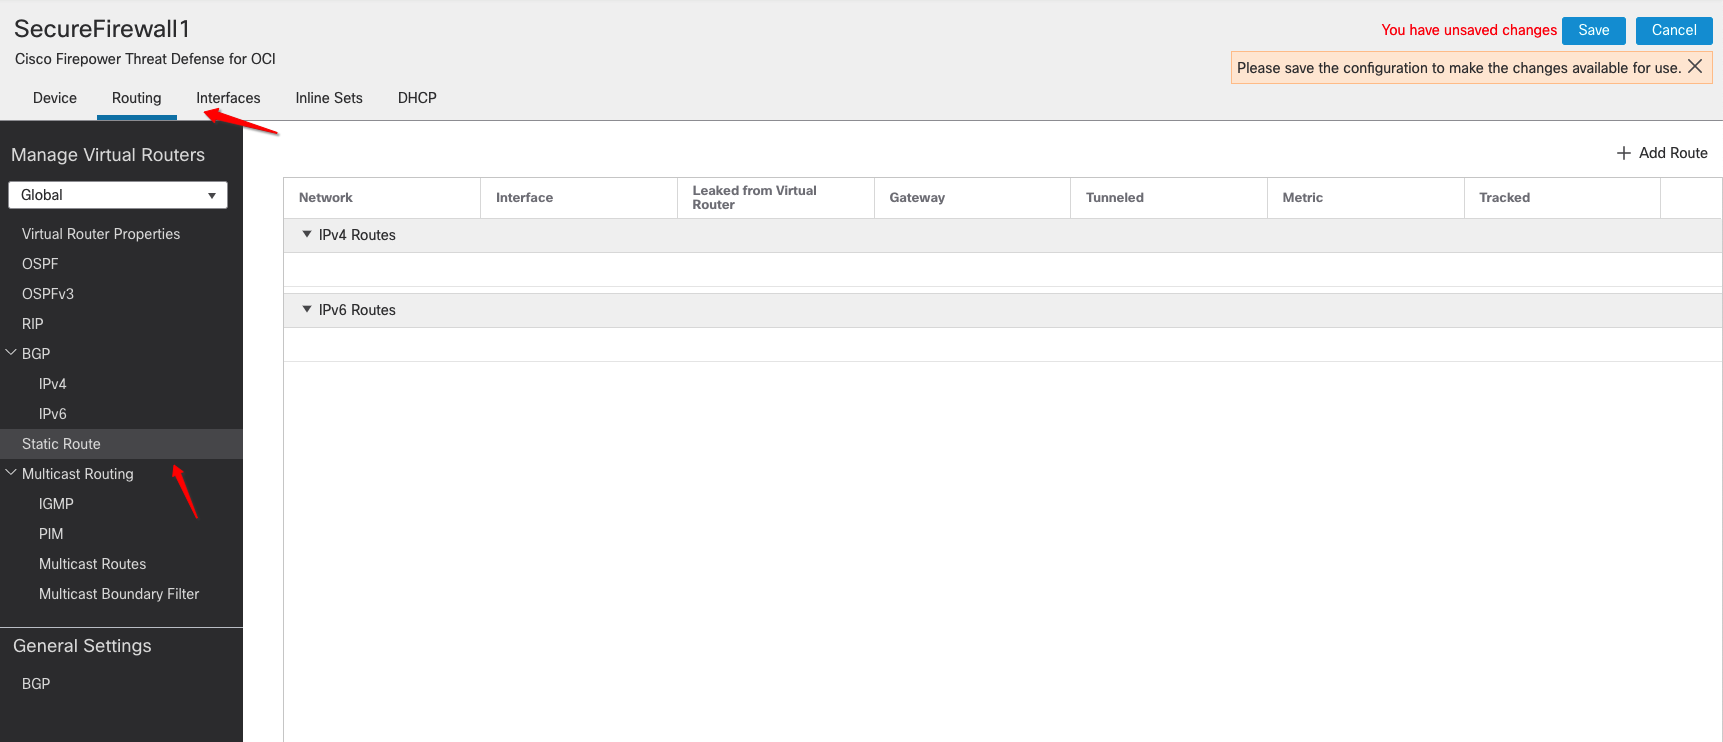 SecureFirewall1
You have unsaved changes
Save
Cancel
Cisco Firepower Threat Defense for OCI
Please save the configuration to make the changes available for use.
Device
Routing
Interfaces
Inline Sets
DHCP
Manage Virtual Routers
Global
Virtual Router Properties
OSPF
OSPFv3
RIP
BGP
IPv4
IPv6
Static Route
Multicast Routing
IGMP
PIM
Multicast Routes
Multicast Boundary Filter
General Settings
BGP
Add Route
Network
Interface
Leaked from Virtual
Router
Gateway
Tunneled
Metric
Tracked
IPv4 Routes
IPv6 Routes